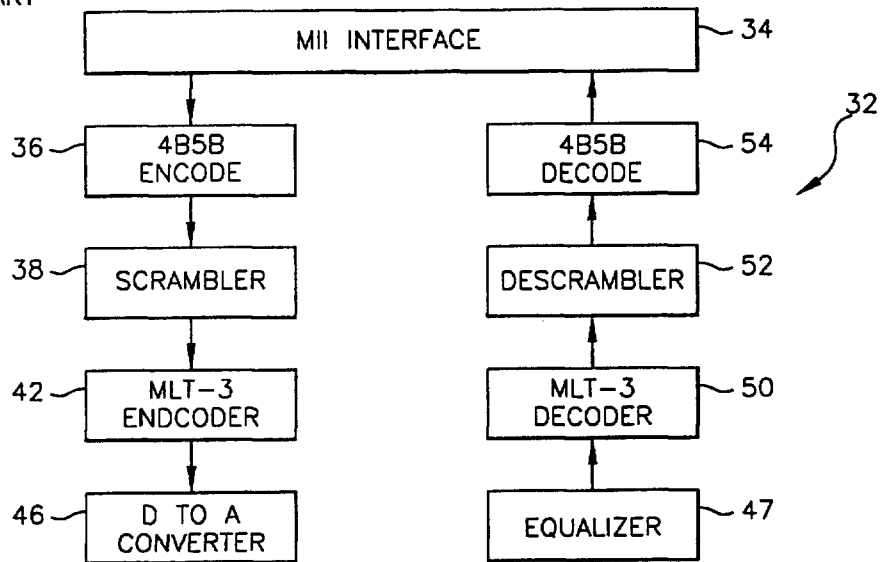 MII INTERFACE
34
32
36
4B5B
ENCODE
4B5B
DECODE
54
38
SCRAMBLER
DESCRAMBLER
52
42
MLT-3
ENDCODER
MLT-3
DECODER
50
46
D TO A
CONVERTER
EQUALIZER
47